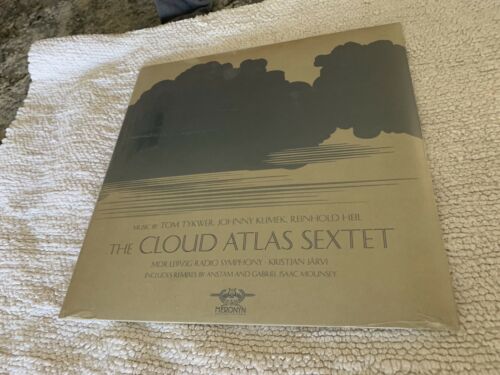 MUSIC BY TOM TYKWER, JOHNNY KLIMEK, REINHOLD HEIL
THE CLOUD ATLAS SEXTET
MDR LEIPZIG RADIO SYMPHONY • KRISTJAN JÄRVI
INCLUDES REMIXES BY ANSTAM AND GABRIEL ISAAC MOUNSEY
MERONYM